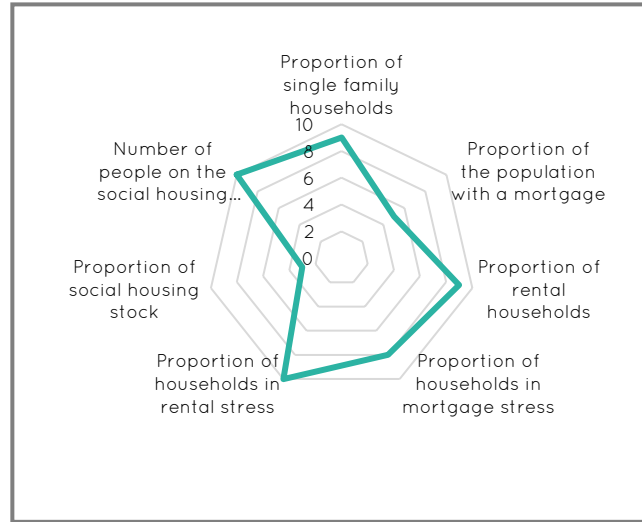 Proportion of
single family
households
Proportion of
the population
with a mortgage
Proportion of
rental
households
Proportion of
households in
mortgage stress
Proportion of
households in
rental stress
Proportion of
social housing
stock
Number of
people on the
social housing...
10
8
6
4
2
0